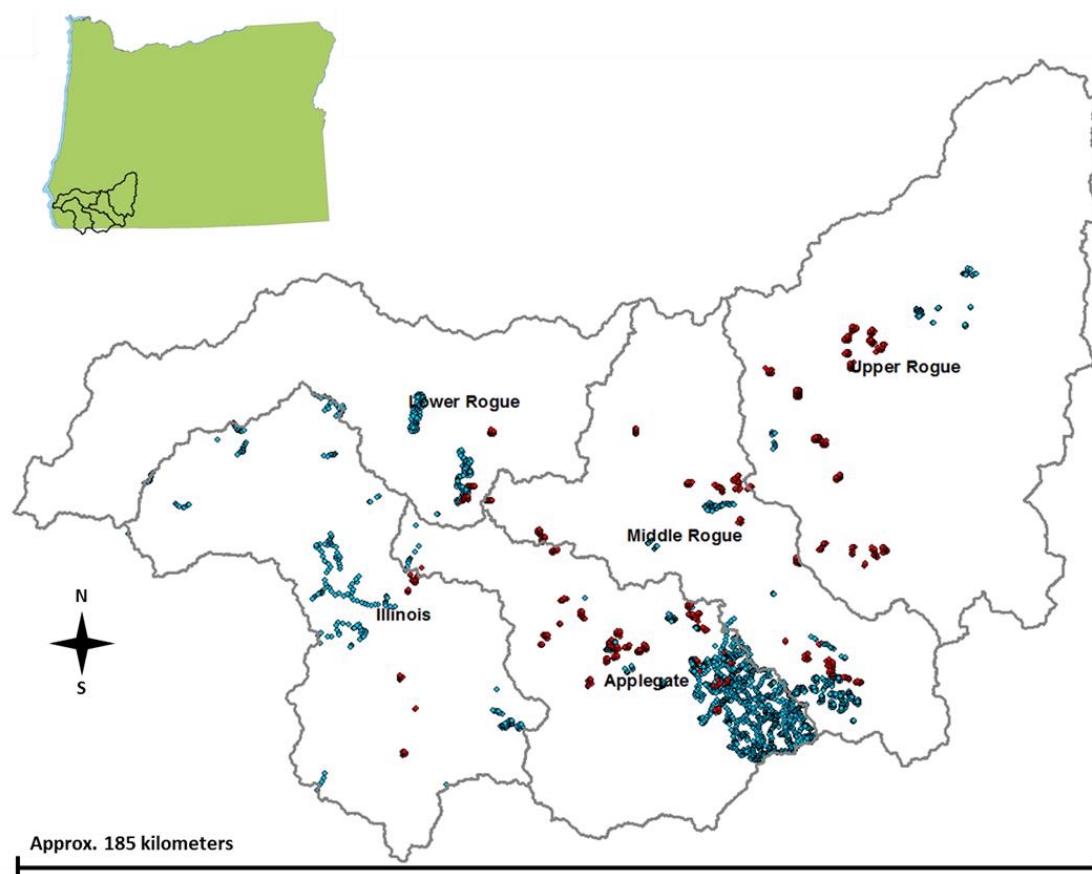 Upper Rogue
Lower Rogue
Middle Rogue
N
Illinois
S
Applegate
Approx. 185 kilometers